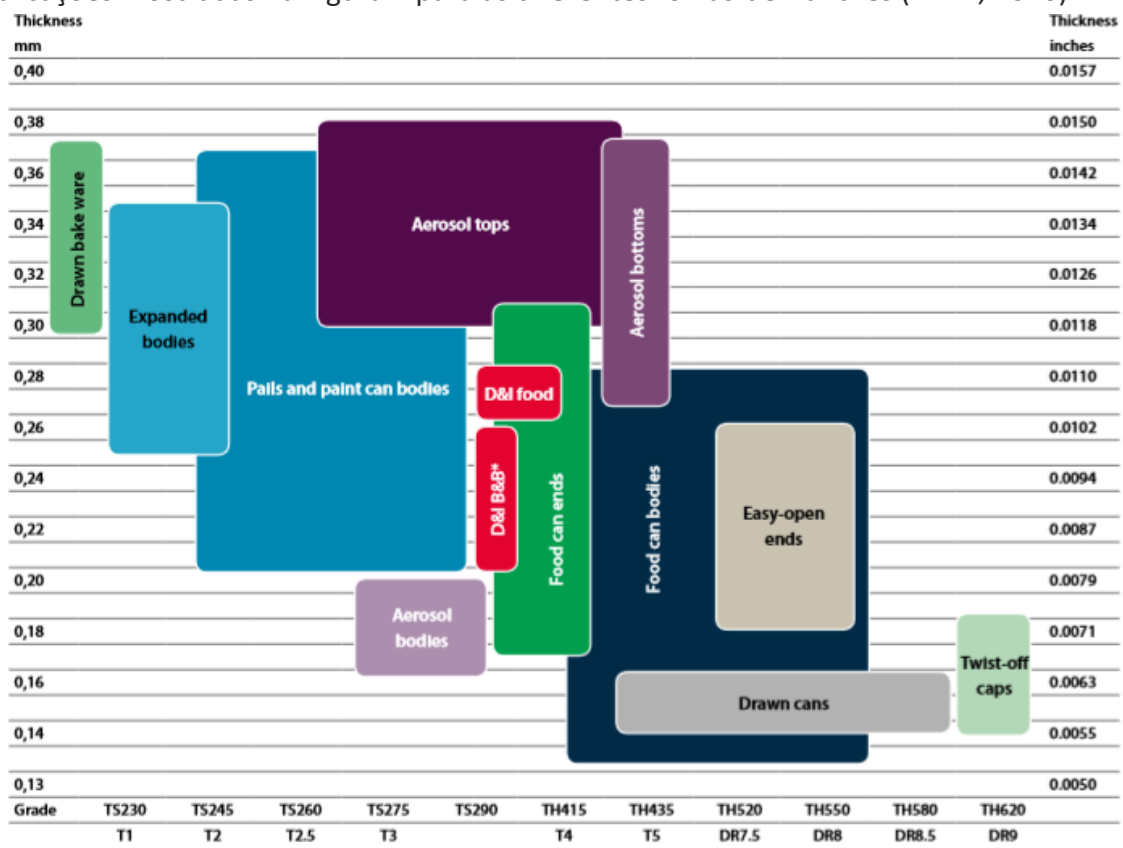 Thickness
mm
Thickness
inches
0,40
0.0157
0,38
0.0150
0,36
0.0142
0,34
0.0134
0,32
0.0126
0,30
0.0118
0,28
0.0110
0,26
0.0102
0,24
0.0094
0,22
0.0087
0,20
0.0079
0,18
0.0071
0,16
0.0063
0,14
0.0055
0,13
0.0050
Drawn bake ware
Expanded
bodies
Pails and paint can bodies
Aerosol tops
Aerosol bottoms
D&I food
D&I B&B*
Food can ends
Food can bodies
Easy-open
ends
Aerosol
bodies
Drawn cans
Twist-off
caps
Grade TS230 TS245 TS260 TS275 TS290 TH415 TH435 TH520 TH550 TH580 TH620
T1 T2 T2.5 T3 T4 T5 DR7.5 DR8 DR8.5 DR9